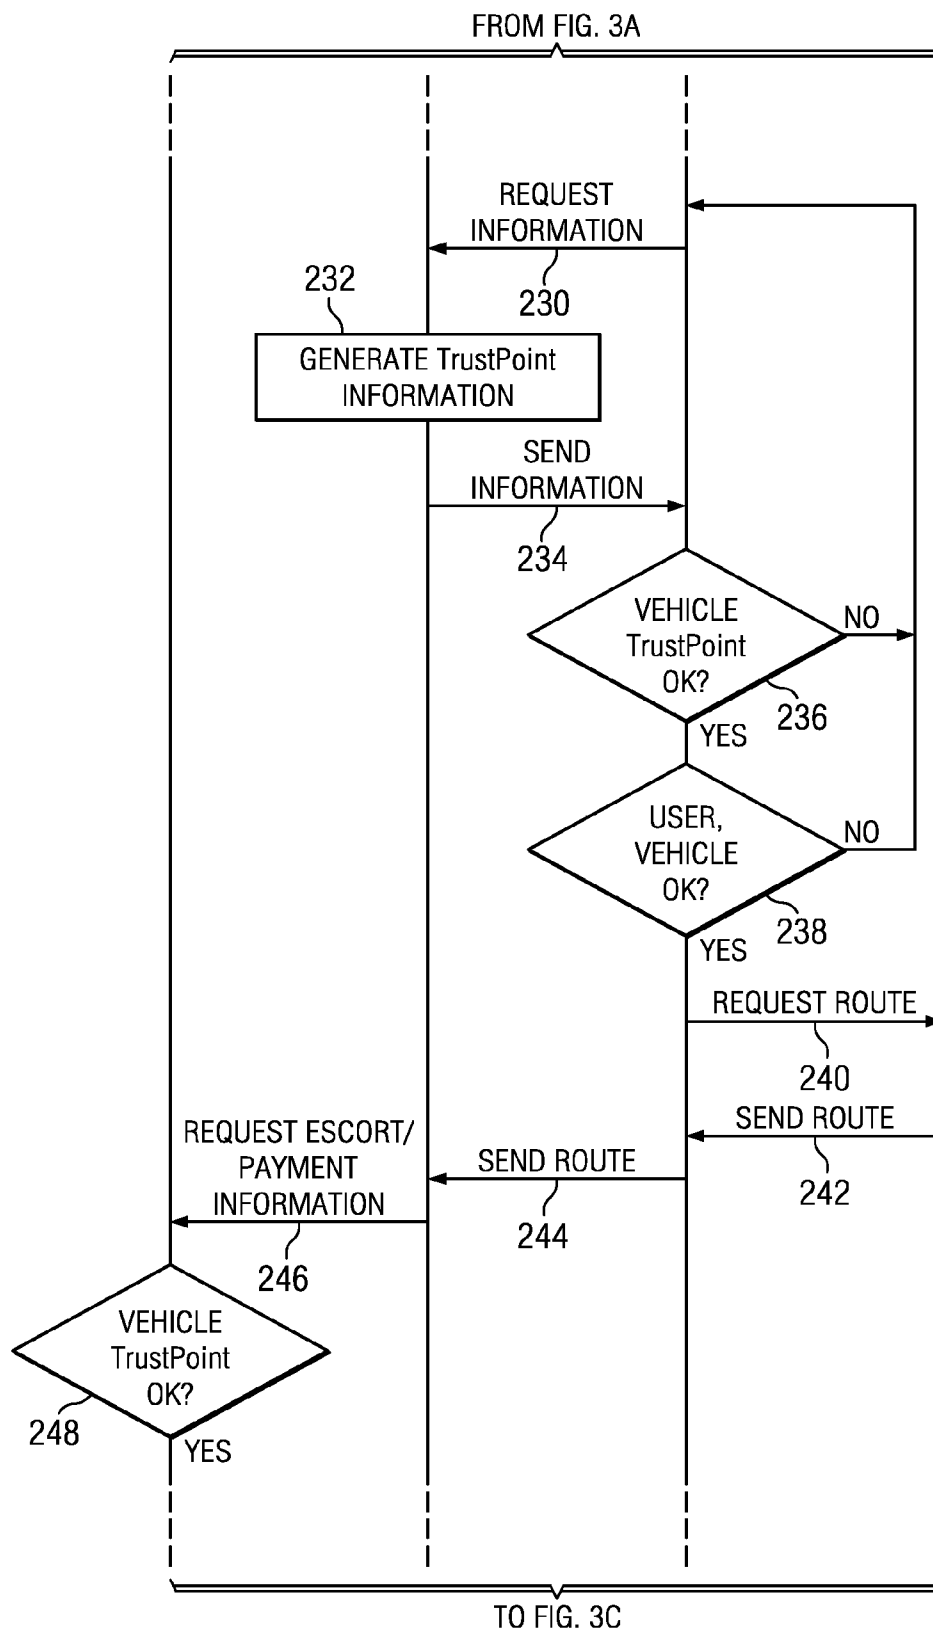 FROM FIG. 3A
REQUEST
INFORMATION
230
232
GENERATE TrustPoint
INFORMATION
SEND
INFORMATION
234
VEHICLE
TrustPoint
OK?
NO
236
YES
USER,
VEHICLE
OK?
NO
238
YES
REQUEST ROUTE
240
SEND ROUTE
242
SEND ROUTE
244
REQUEST ESCORT/
PAYMENT
INFORMATION
246
VEHICLE
TrustPoint
OK?
248
YES
TO FIG. 3C